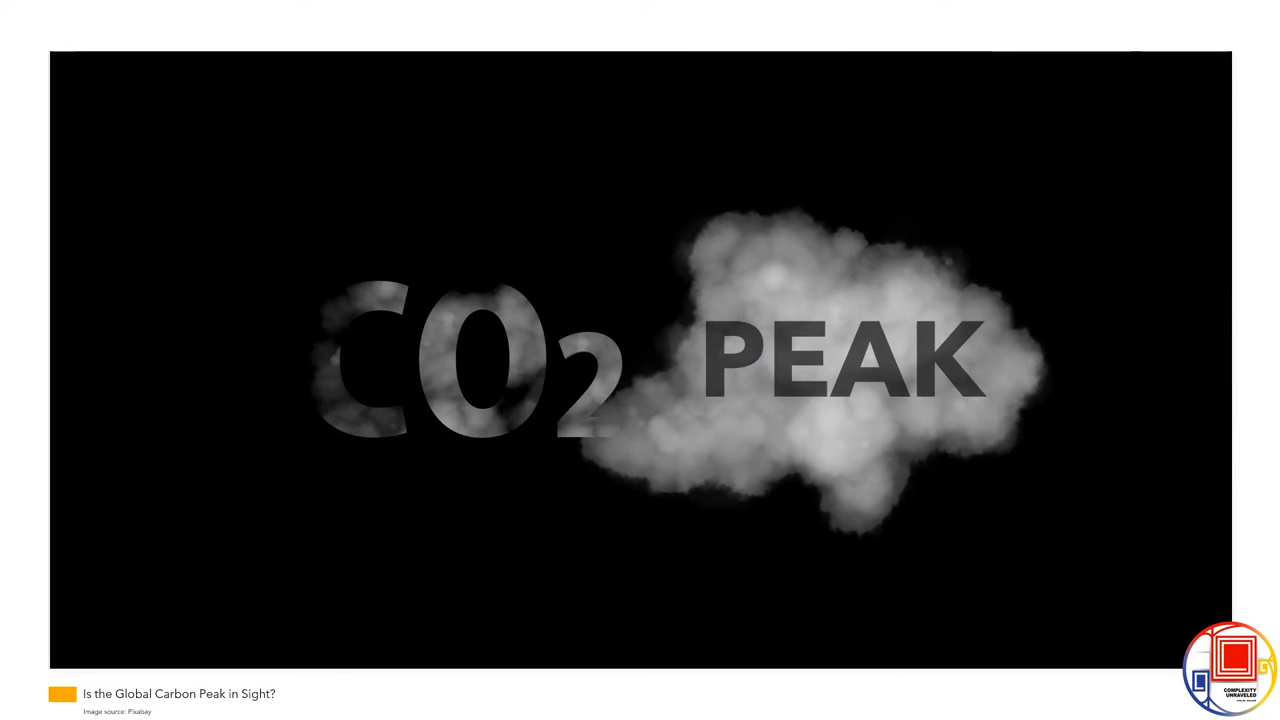 CO₂ PEAK
Is the Global Carbon Peak in Sight?
Image source: Pixabay
COMPLEXITY
UNRAVELED